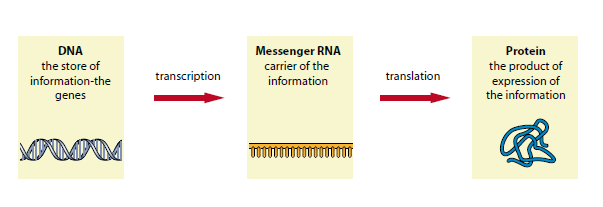 DNA
the store of
information-the
genes
transcription
Messenger RNA
carrier of the
information
translation
Protein
the product of
expression of
the information